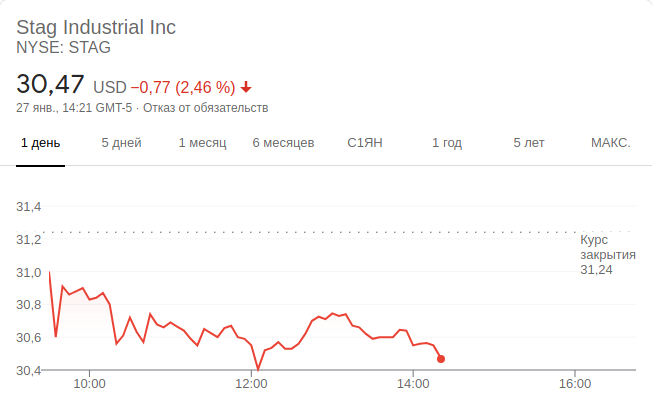 Stag Industrial Inc
NYSE: STAG
30,47 USD −0,77 (2,46 %)
27 янв., 14:21 GMT-5 · Отказ от обязательств
1 день 5 дней 1 месяц 6 месяцев С1ЯН 1 год 5 лет МАКС.
31,4
31,2
Курс
закрытия
31,24
31,0
30,8
30,6
30,4
10:00 12:00 14:00 16:00